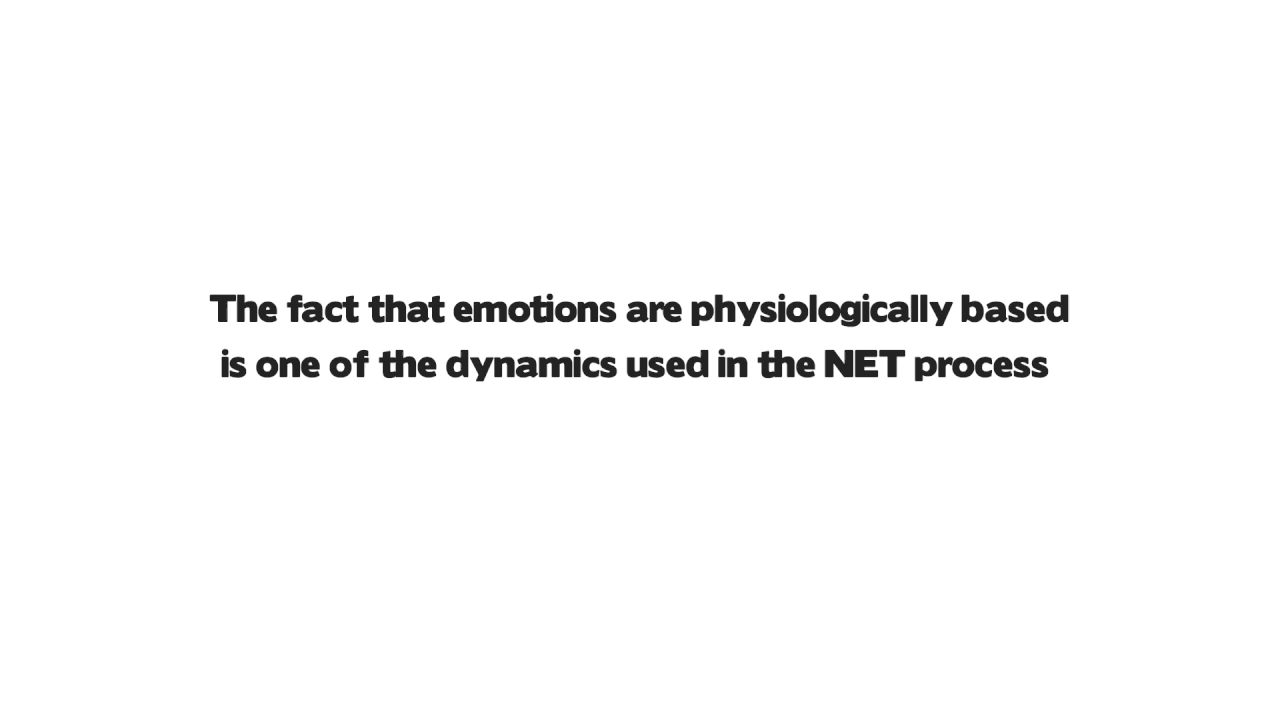 The fact that emotions are physiologically based
is one of the dynamics used in the NET process